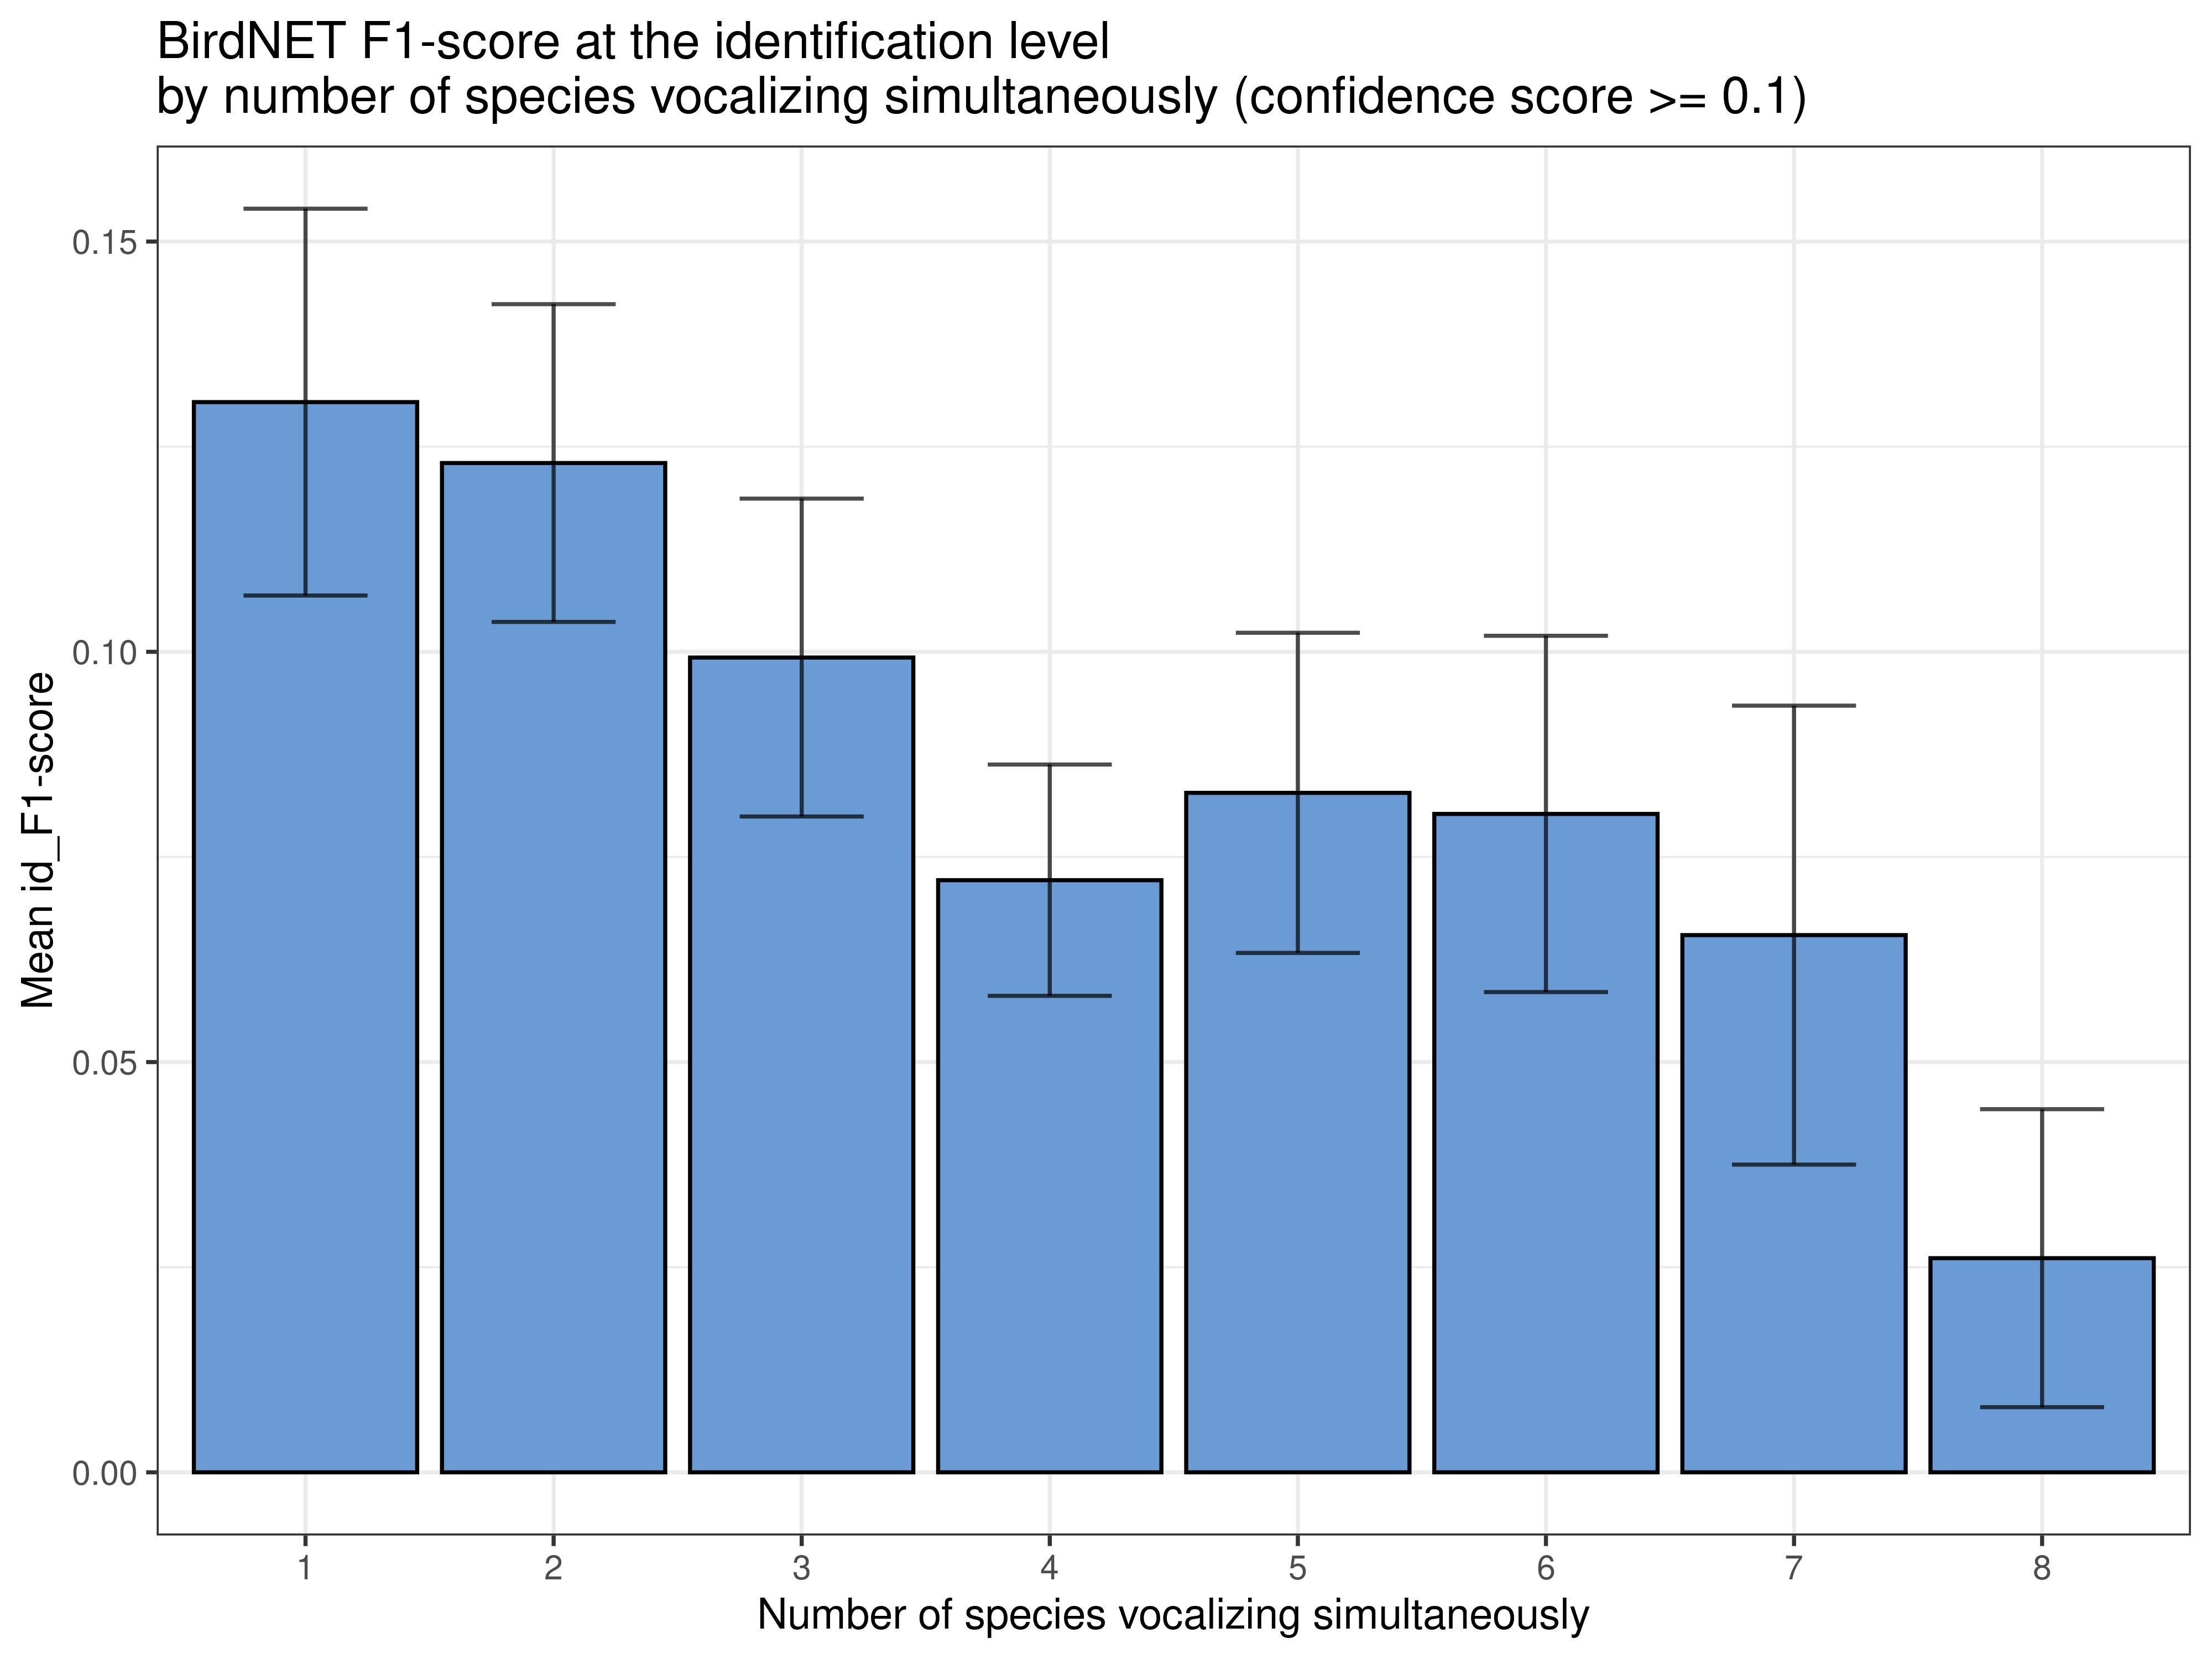 BirdNET F1-score at the identification level
by number of species vocalizing simultaneously (confidence score >= 0.1)
Mean id_F1-score
0.15
0.10
0.05
0.00
1 2 3 4 5 6 7 8
Number of species vocalizing simultaneously